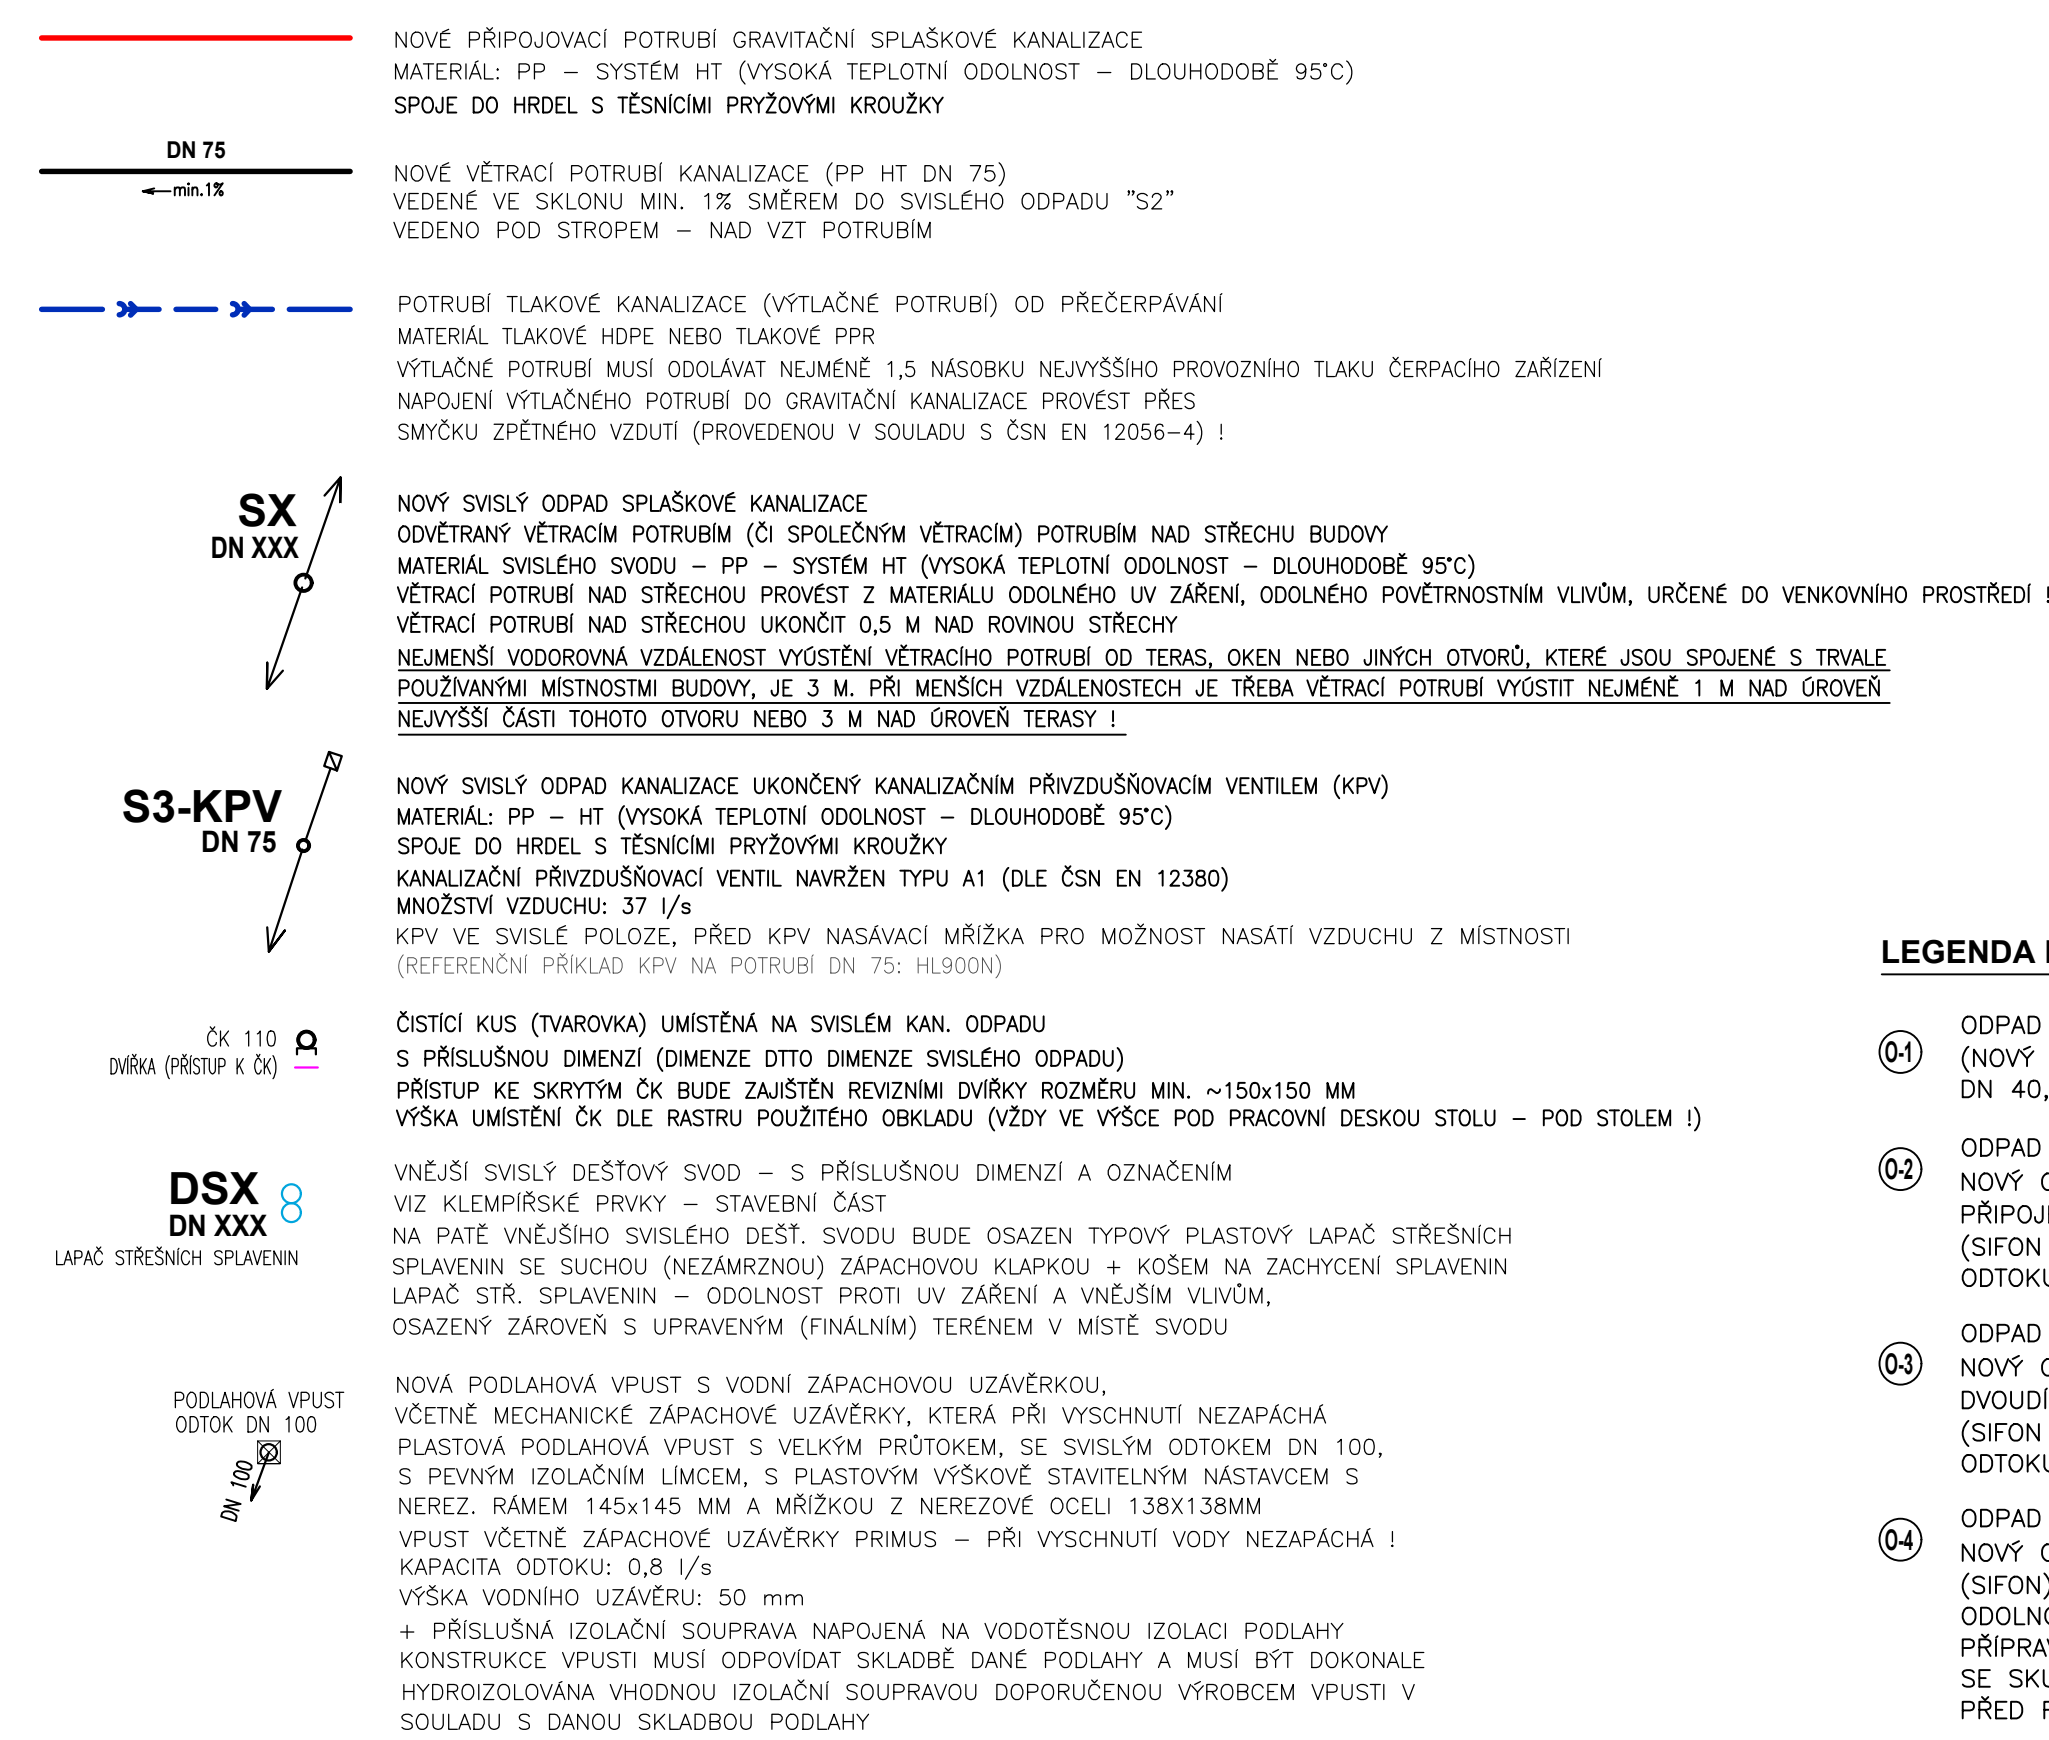 NOVÉ PŘIPOJOVACÍ POTRUBÍ GRAVITAČNÍ SPLAŠKOVÉ KANALIZACE
MATERIÁL: PP – SYSTÉM HT (VYSOKÁ TEPLOTNÍ ODOLNOST – DLOUHODOBĚ 95°C)
SPOJE DO HRDEL S TĚSNÍCÍMI PRYŽOVÝMI KROUŽKY
DN 75
min.1%
NOVÉ VĚTRACÍ POTRUBÍ KANALIZACE (PP HT DN 75)
VEDENÉ VE SKLONU MIN. 1% SMĚREM DO SVISLÉHO ODPADU "S2"
VEDENO POD STROPEM – NAD VZT POTRUBÍM
POTRUBÍ TLAKOVÉ KANALIZACE (VÝTLAČNÉ POTRUBÍ) OD PŘEČERPÁVÁNÍ
MATERIÁL TLAKOVÉ HDPE NEBO TLAKOVÉ PPR
VÝTLAČNÉ POTRUBÍ MUSÍ ODOLÁVAT NEJMÉNĚ 1,5 NÁSOBKU NEJVYŠŠÍHO PROVOZNÍHO TLAKU ČERPACÍHO ZAŘÍZENÍ
NAPOJENÍ VÝTLAČNÉHO POTRUBÍ DO GRAVITAČNÍ KANALIZACE PROVÉST PŘES
SMYČKU ZPĚTNÉHO VZDUTÍ (PROVEDENOU V SOULADU S ČSN EN 12056–4) !
SX
DN XXX
NOVÝ SVISLÝ ODPAD SPLAŠKOVÉ KANALIZACE
ODVĚTRANÝ VĚTRACÍM POTRUBÍM (ČI SPOLEČNÝM VĚTRACÍM) POTRUBÍM NAD STŘECHU BUDOVY
MATERIÁL SVISLÉHO SVODU – PP – SYSTÉM HT (VYSOKÁ TEPLOTNÍ ODOLNOST – DLOUHODOBĚ 95°C)
VĚTRACÍ POTRUBÍ NAD STŘECHOU PROVÉST Z MATERIÁLU ODOLNÉHO UV ZÁŘENÍ, ODOLNÉHO POVĚTRNOSTNÍM VLIVŮM, URČENÉ DO VENKOVNÍHO PROSTŘEDÍ !
VĚTRACÍ POTRUBÍ NAD STŘECHOU UKONČIT 0,5 M NAD ROVINOU STŘECHY
NEJMENŠÍ VODOROVNÁ VZDÁLENOST VYÚSTĚNÍ VĚTRACÍHO POTRUBÍ OD TERAS, OKEN NEBO JINÝCH OTVORŮ, KTERÉ JSOU SPOJENÉ S TRVALE
POUŽÍVANÝMI MÍSTNOSTMI BUDOVY, JE 3 M. PŘI MENŠÍCH VZDÁLENOSTECH JE TŘEBA VĚTRACÍ POTRUBÍ VYÚSTIT NEJMÉNĚ 1 M NAD ÚROVEŇ
NEJVYŠŠÍ ČÁSTI TOHOTO OTVORU NEBO 3 M NAD ÚROVEŇ TERASY !
S3-KPV
DN 75
NOVÝ SVISLÝ ODPAD KANALIZACE UKONČENÝ KANALIZAČNÍM PŘIVZDUŠŇOVACÍM VENTILEM (KPV)
MATERIÁL: PP – HT (VYSOKÁ TEPLOTNÍ ODOLNOST – DLOUHODOBĚ 95°C)
SPOJE DO HRDEL S TĚSNÍCÍMI PRYŽOVÝMI KROUŽKY
KANALIZAČNÍ PŘIVZDUŠŇOVACÍ VENTIL NAVRŽEN TYPU A1 (DLE ČSN EN 12380)
MNOŽSTVÍ VZDUCHU: 37 l/s
KPV VE SVISLÉ POLOZE, PŘED KPV NASÁVACÍ MŘÍŽKA PRO MOŽNOST NASÁTÍ VZDUCHU Z MÍSTNOSTI
(REFERENČNÍ PŘÍKLAD KPV NA POTRUBÍ DN 75: HL900N)
ČK 110
DVÍŘKA (PŘÍSTUP K ČK)
ČISTÍCÍ KUS (TVAROVKA) UMÍSTĚNÁ NA SVISLÉM KAN. ODPADU
S PŘÍSLUŠNOU DIMENZÍ (DIMENZE DTTO DIMENZE SVISLÉHO ODPADU)
PŘÍSTUP KE SKRYTÝM ČK BUDE ZAJIŠTĚN REVIZNÍMI DVÍŘKY ROZMĚRU MIN. ~150x150 MM
VÝŠKA UMÍSTĚNÍ ČK DLE RASTRU POUŽITÉHO OBKLADU (VŽDY VE VÝŠCE POD PRACOVNÍ DESKOU STOLU – POD STOLEM !)
DSX
DN XXX
LAPAČ STŘEŠNÍCH SPLAVENIN
VNĚJŠÍ SVISLÝ DEŠŤOVÝ SVOD – S PŘÍSLUŠNOU DIMENZÍ A OZNAČENÍM
VIZ KLEMPÍŘSKÉ PRVKY – STAVEBNÍ ČÁST
NA PATĚ VNĚJŠÍHO SVISLÉHO DEŠŤ. SVODU BUDE OSAZEN TYPOVÝ PLASTOVÝ LAPAČ STŘEŠNÍCH
SPLAVENIN SE SUCHOU (NEZÁMRZNOU) ZÁPACHOVOU KLAPKOU + KOŠEM NA ZACHYCENÍ SPLAVENIN
LAPAČ STŘ. SPLAVENIN – ODOLNOST PROTI UV ZÁŘENÍ A VNĚJŠÍM VLIVŮM,
OSAZENÝ ZÁROVEŇ S UPRAVENÝM (FINÁLNÍM) TERÉNEM V MÍSTĚ SVODU
PODLAHOVÁ VPUST
ODTOK DN 100
DN 100
NOVÁ PODLAHOVÁ VPUST S VODNÍ ZÁPACHOVOU UZÁVĚRKOU,
VČETNĚ MECHANICKÉ ZÁPACHOVÉ UZÁVĚRKY, KTERÁ PŘI VYSCHNUTÍ NEZAPÁCHÁ
PLASTOVÁ PODLAHOVÁ VPUST S VELKÝM PRŮTOKEM, SE SVISLÝM ODTOKEM DN 100,
S PEVNÝM IZOLAČNÍM LÍMCEM, S PLASTOVÝM VÝŠKOVĚ STAVITELNÝM NÁSTAVCEM S
NEREZ. RÁMEM 145x145 MM A MŘÍŽKOU Z NEREZOVÉ OCELI 138X138MM
VPUST VČETNĚ ZÁPACHOVÉ UZÁVĚRKY PRIMUS – PŘI VYSCHNUTÍ VODY NEZAPÁCHÁ !
KAPACITA ODTOKU: 0,8 l/s
VÝŠKA VODNÍHO UZÁVĚRU: 50 mm
+ PŘÍSLUŠNÁ IZOLAČNÍ SOUPRAVA NAPOJENÁ NA VODOTĚSNOU IZOLACI PODLAHY
KONSTRUKCE VPUSTI MUSÍ ODPOVÍDAT SKLADBĚ DANÉ PODLAHY A MUSÍ BÝT DOKONALE
HYDROIZOLOVÁNA VHODNOU IZOLAČNÍ SOUPRAVOU DOPORUČENOU VÝROBCEM VPUSTI V
SOULADU S DANOU SKLADBOU PODLAHY
LEGENDA
O-1
ODPAD
(NOVÝ
DN 40,
O-2
ODPAD
NOVÝ
PŘIPOJ
(SIFON
ODTOKU
O-3
ODPAD
NOVÝ
DVOUDÍ
(SIFON
ODTOKU
O-4
ODPAD
NOVÝ
(SIFON)
ODOLNO
PŘÍPRAV
SE SKU
PŘED